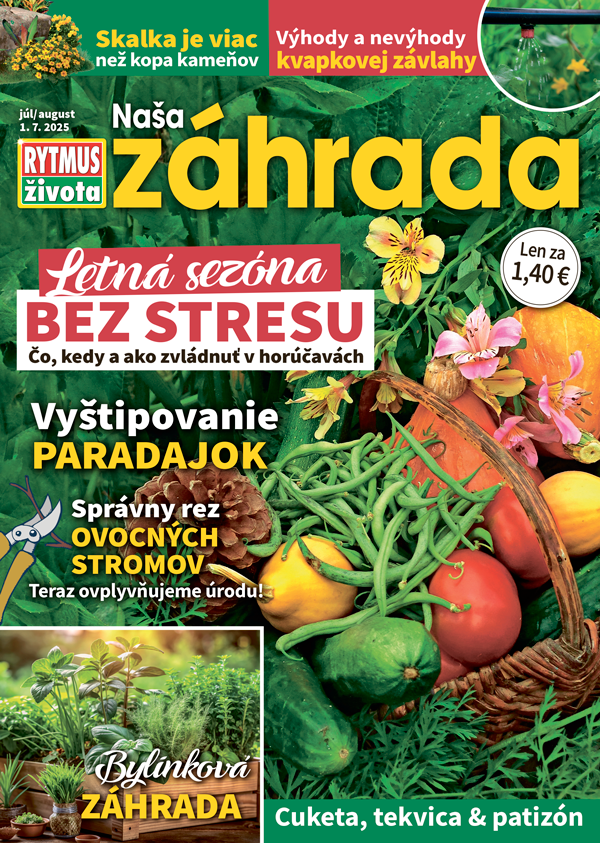 Skalka je viac
než kopa kameňov
Výhody a nevýhody
kvapkovej závlahy
júl/august
1. 7. 2025
RYTMUS
života
Naša
záhrada
Len za
1,40 €
Letná sezóna
BEZ STRESU
Čo, kedy a ako zvládnuť v horúčavách
Vyštipovanie
PARADAJOK
Správny rez
OVOCNÝCH
STROMOV
Teraz ovplyvňujeme úrodu!
Bylinková
ZÁHRADA
Cuketa, tekvica & patizón